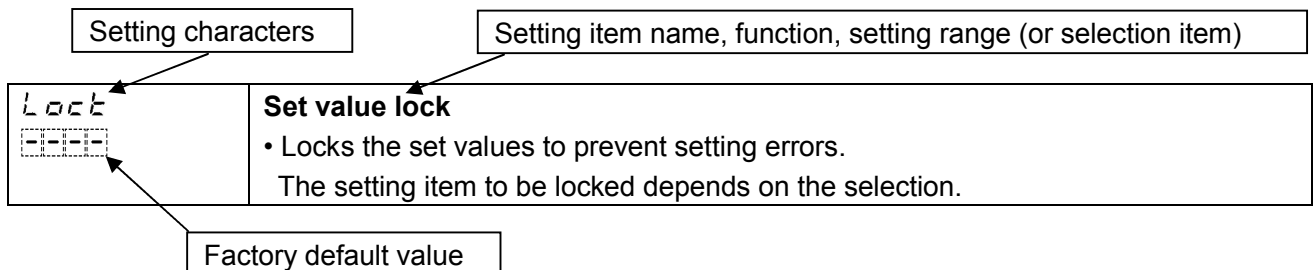 Setting characters
Setting item name, function, setting range (or selection item)
Lock
----
Set value lock
• Locks the set values to prevent setting errors.
The setting item to be locked depends on the selection.
Factory default value